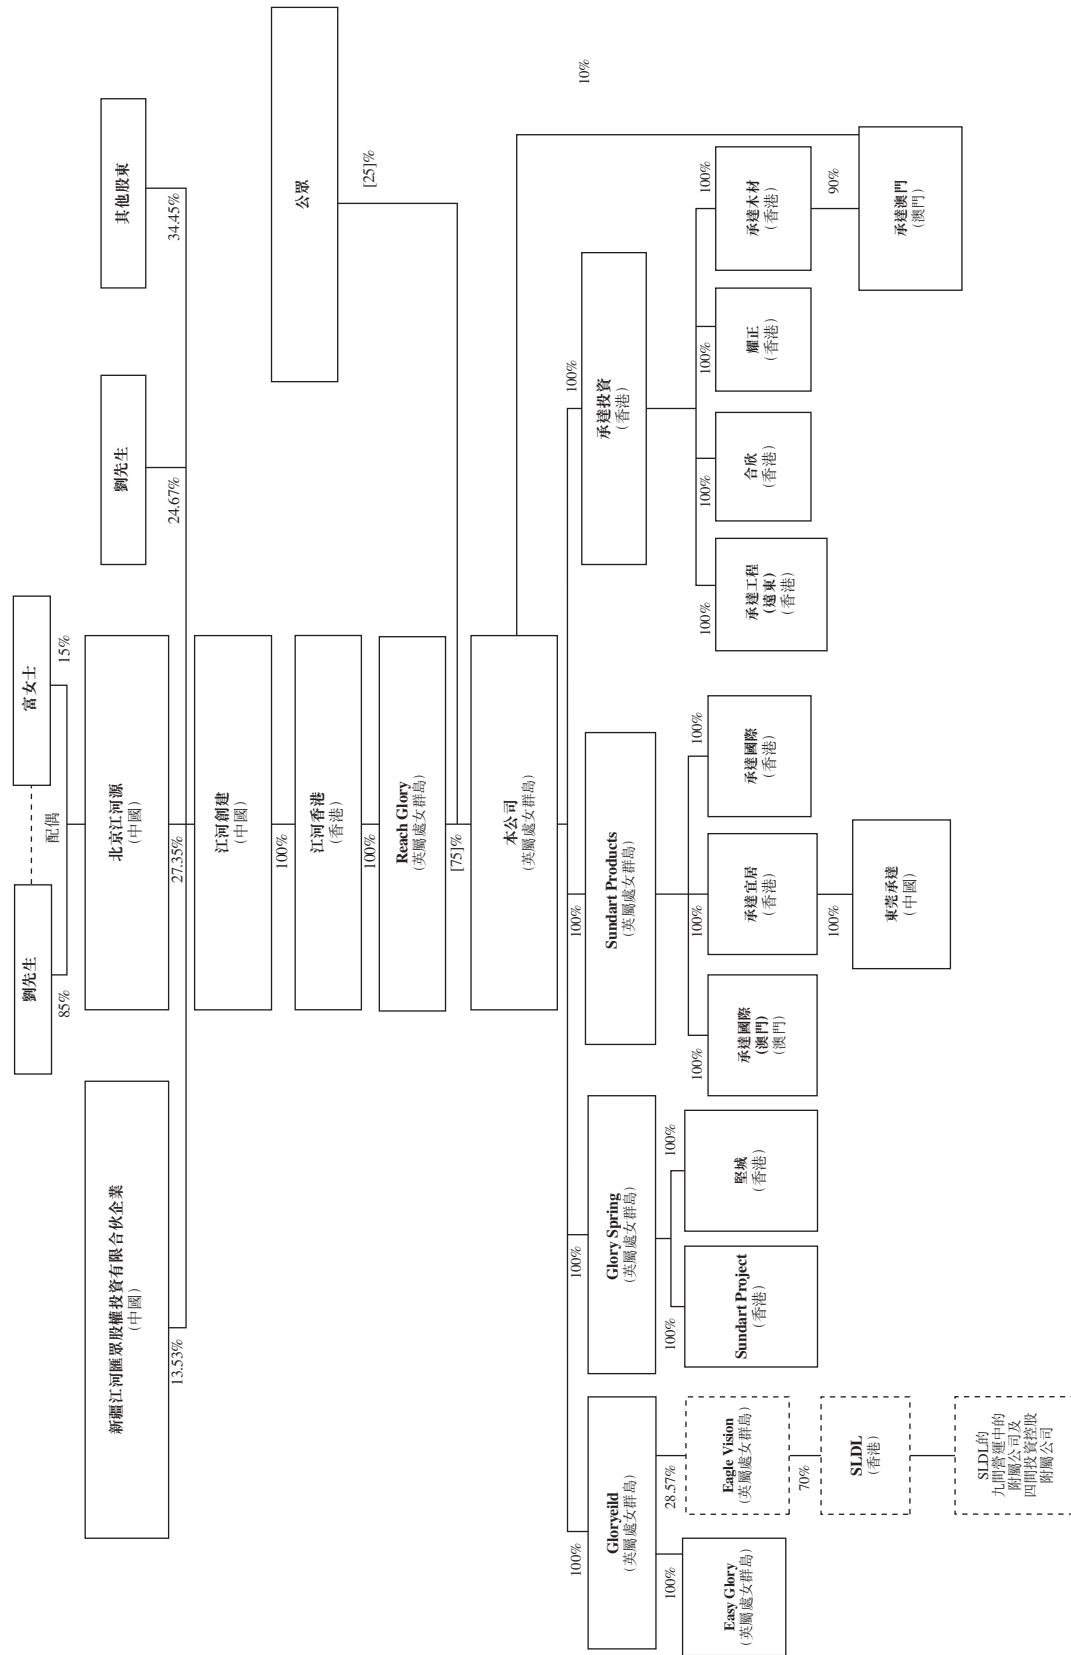 劉先生
配偶
富女士
85%
15%
新疆江河匯眾股權投資有限合伙企業
(中國)
北京江河源
(中國)
劉先生
其他股東
13.53%
27.35%
24.67%
34.45%
江河創建
(中國)
100%
江河香港
(香港)
公眾
100%
Reach Glory
(英屬處女群島)
[75]%
[25]%
本公司
(英屬處女群島)
100%
100%
100%
100%
10%
Gloryeild
(英屬處女群島)
Glory Spring
(英屬處女群島)
Sundart Products
(英屬處女群島)
承達投資
(香港)
100%
28.57%
100%
100%
100%
100%
100%
100%
100%
100%
100%
Easy Glory
(英屬處女群島)
Eagle Vision
(英屬處女群島)
Sundart Project
(香港)
堅城
(香港)
承達國際
(澳門)
(澳門)
承達宜居
(香港)
承達國際
(香港)
承達工程
(遠東)
(香港)
合欣
(香港)
耀正
(香港)
承達木材
(香港)
70%
100%
90%
SLDL
(香港)
東莞承達
(中國)
承達澳門
(澳門)
SLDL的
九間營運中的
附屬公司及
四間投資控股
附屬公司